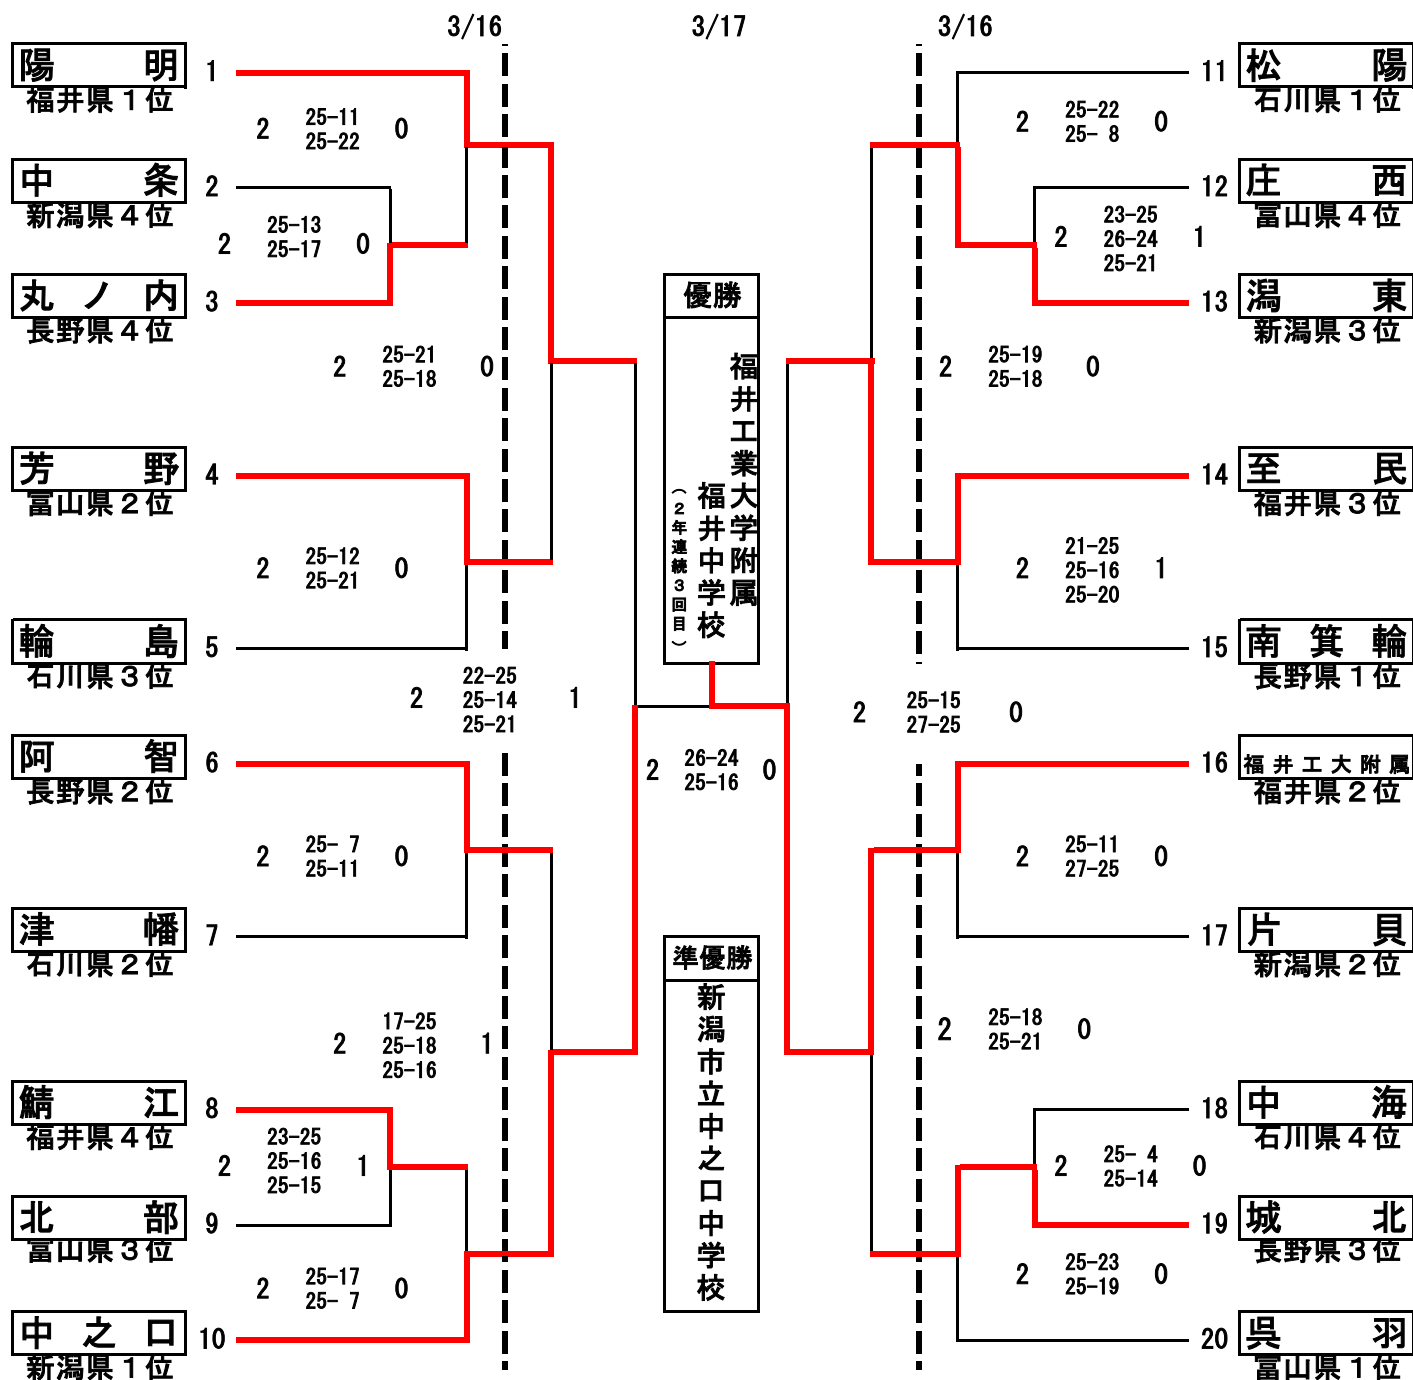 3/16
3/17
3/16
陽明
1
福井県1位
2 25-11 0
25-22
中条
2
新潟県4位
2 25-13 0
25-17
丸ノ内
3
長野県4位
2 25-21 0
25-18
芳野
4
富山県2位
2 25-12 0
25-21
輪島
5
石川県3位
2 22-25 1
25-14
25-21
阿智
6
長野県2位
2 25- 7 0
25-11
津幡
7
石川県2位
2 17-25 1
25-18
25-16
鯖江
8
福井県4位
2 23-25 1
25-16
25-15
北部
9
富山県3位
2 25-17 0
25- 7
中之口
10
新潟県1位
優勝
福井工業大学附属
福井中学校
(2年連続3回目)
2 26-24 0
25-16
準優勝
新潟市立中之口中学校
11
松陽
石川県1位
2 25-22 0
25- 8
12
庄西
富山県4位
2 23-25 1
26-24
25-21
13
潟東
新潟県3位
2 25-19 0
25-18
14
至民
福井県3位
2 21-25 1
25-16
25-20
15
南箕輪
長野県1位
2 25-15 0
27-25
16
福井工大附属
福井県2位
2 25-11 0
27-25
17
片貝
新潟県2位
2 25-18 0
25-21
18
中海
石川県4位
2 25- 4 0
25-14
19
城北
長野県3位
2 25-23 0
25-19
20
呉羽
富山県1位